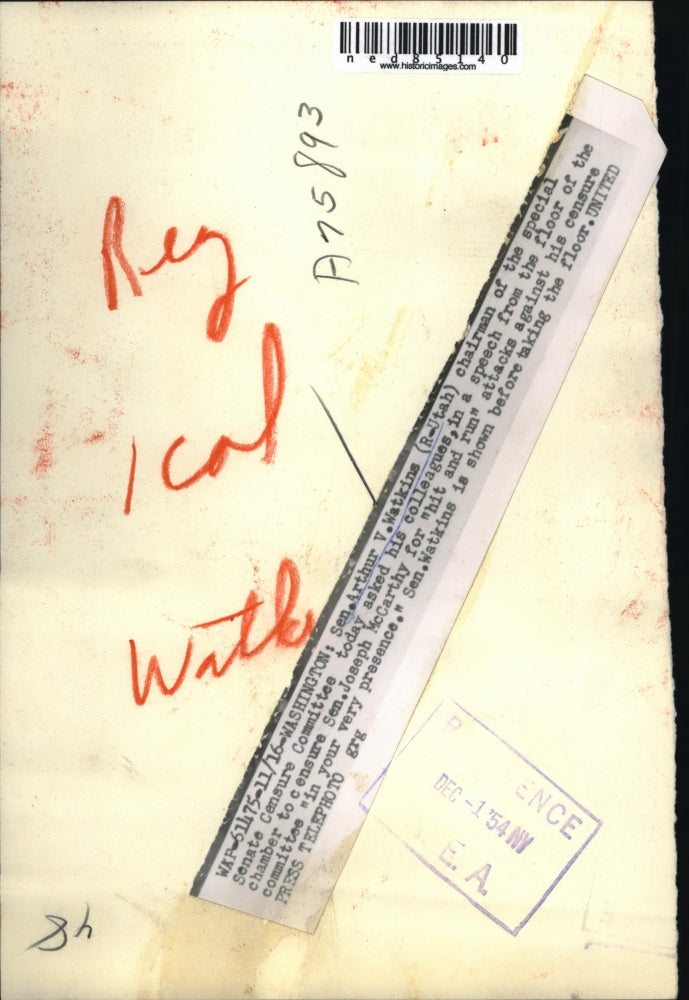 ned85140
www.historicimages.com
A75893
Reg
1 col
Watk
WAP-611475-11/16-WASHINGTON: Sen.Arthur V.Watkins (R-Utah) chairman of the special
Senate Censure Committee today asked his colleagues,in a speech from the floor of the
chamber to censure Sen.Joseph McCarthy for "hit and run" attacks against his censure
committee "in your very presence." Sen.Watkins is shown before taking the floor.UNITED
PRESS TELEPHOTO grg
ENCE
DEC -1 '54 NY
E. A.